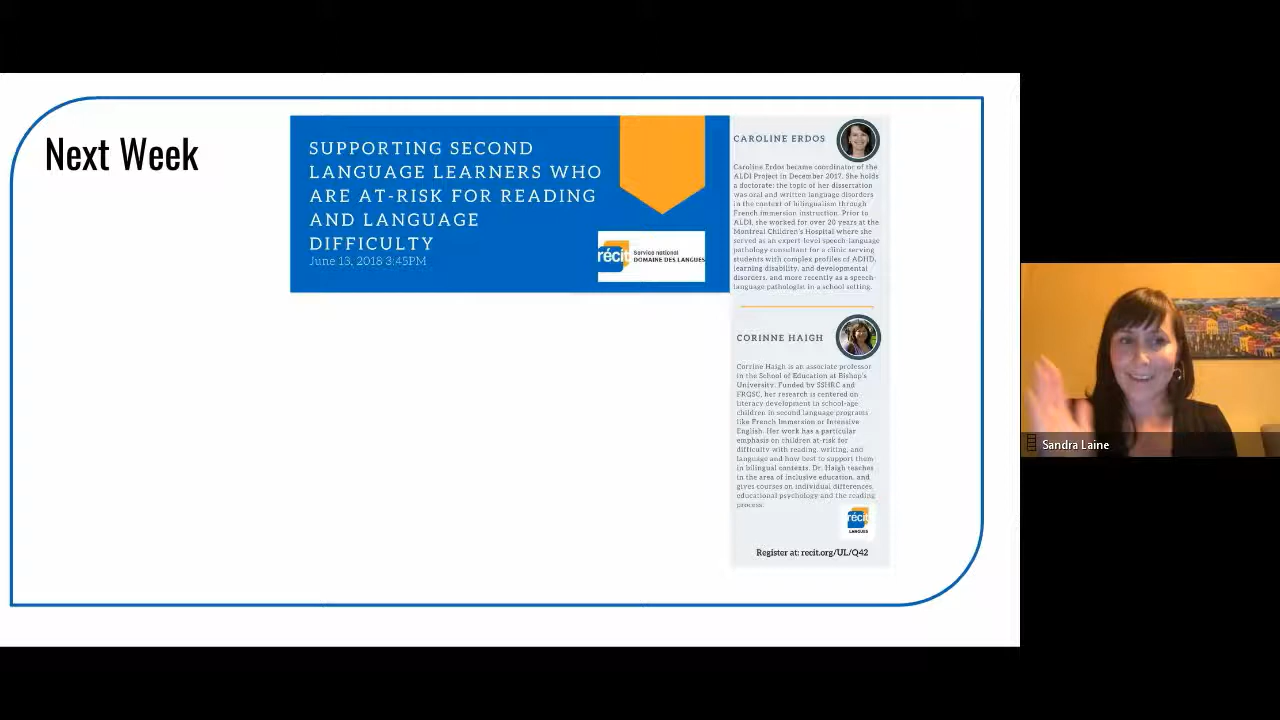 Next Week
SUPPORTING SECOND
LANGUAGE LEARNERS WHO
ARE AT-RISK FOR READING
AND LANGUAGE
DIFFICULTY
June 13, 2018 3:45PM
récit
Service national
DOMAINE DES LANGUES
CAROLINE ERDOS
Caroline Erdos became coordinator of the
ALDI Project in December 2017. She holds
a doctorate: the topic of her dissertation
was oral and written language disorders
in the context of bilingualism through
French immersion instruction. Prior to
ALDI, she worked for over 20 years at the
Montreal Children's Hospital where she
served as an expert-level speech-language
pathology consultant for a clinic serving
students with complex profiles of ADHD,
learning disability, and developmental
disorders, and more recently as a speech-
language pathologist in a school setting.
CORINNE HAIGH
Corrine Haigh is an associate professor
in the School of Education at Bishop's
University. Funded by SSHRC and
FRQSC, her research is centered on
literacy development in school-age
children in second language programs
like French Immersion or Intensive
English. Her work has a particular
emphasis on children at-risk for
difficulty with reading, writing, and
language and how best to support them
in bilingual contexts. Dr. Haigh teaches
in the area of inclusive education, and
gives courses on individual differences,
educational psychology and the reading
process.
récit
LANGUES
Register at: recit.org/UL/Q42
Sandra Laine